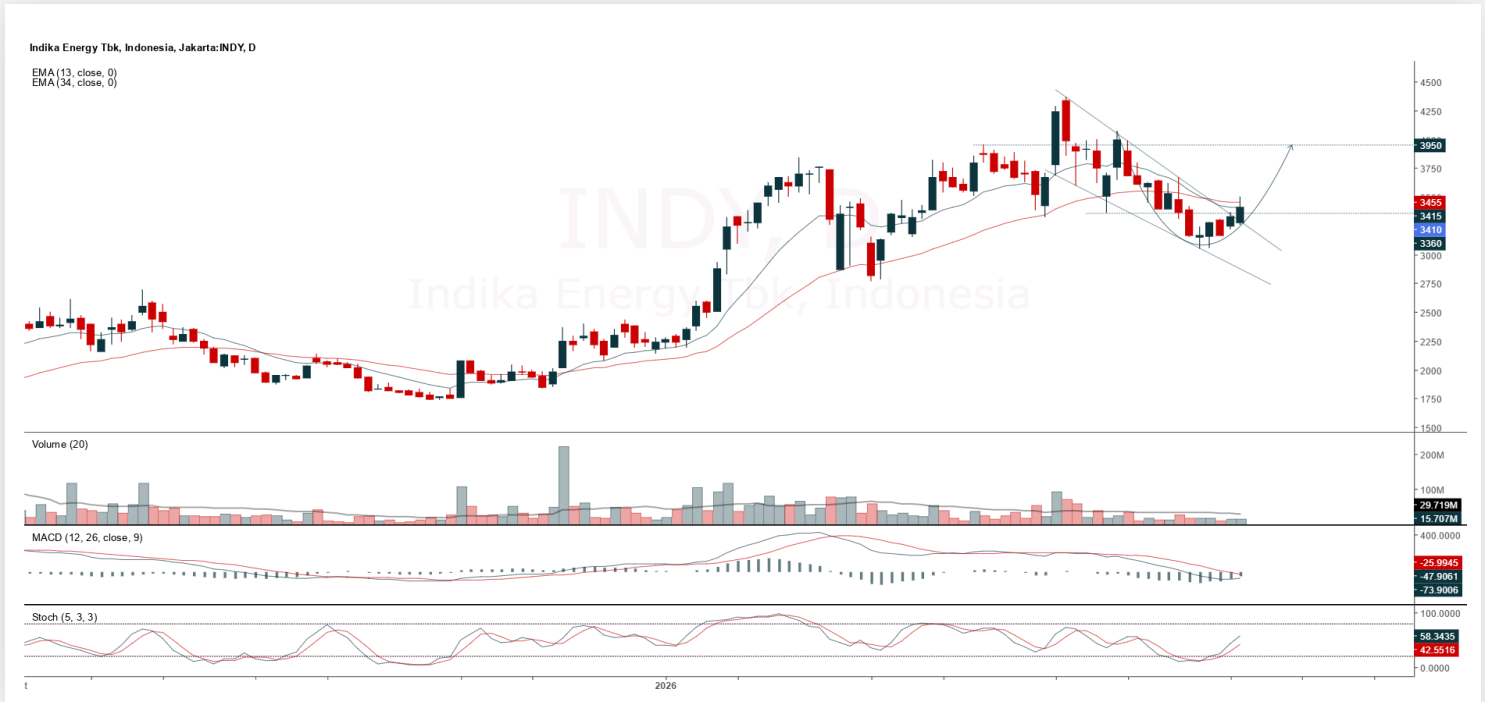 Indika Energy Tbk, Indonesia, Jakarta:INDY, D
EMA (13, close, 0)
EMA (34, close, 0)
INDY, D
Indika Energy Tbk, Indonesia
4500
4250
3950
3750
3455
3415
3410
3360
3000
2750
2500
2250
2000
1750
1500
Volume (20)
200M
100M
29.719M
15.707M
MACD (12, 26, close, 9)
400.0000
-25.9945
-47.9061
-73.9006
Stoch (5, 3, 3)
100.0000
58.3435
42.5516
0.0000
t
2026